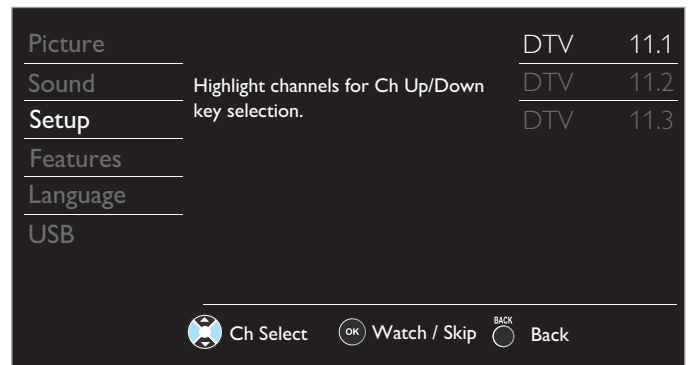 Picture
Sound
Setup
Features
Language
USB
Highlight channels for Ch Up/Down
key selection.
DTV 11.1
DTV 11.2
DTV 11.3
Ch Select
OK Watch / Skip
BACK
Back